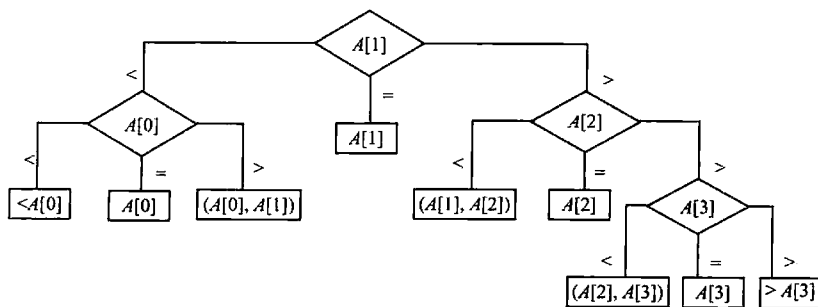 A[1]
< = >
A[0] A[1] A[2]
< = > < = >
<A[0] A[0] (A[0], A[1]) (A[1], A[2]) A[2] A[3]
< = >
(A[2], A[3]) A[3] > A[3]